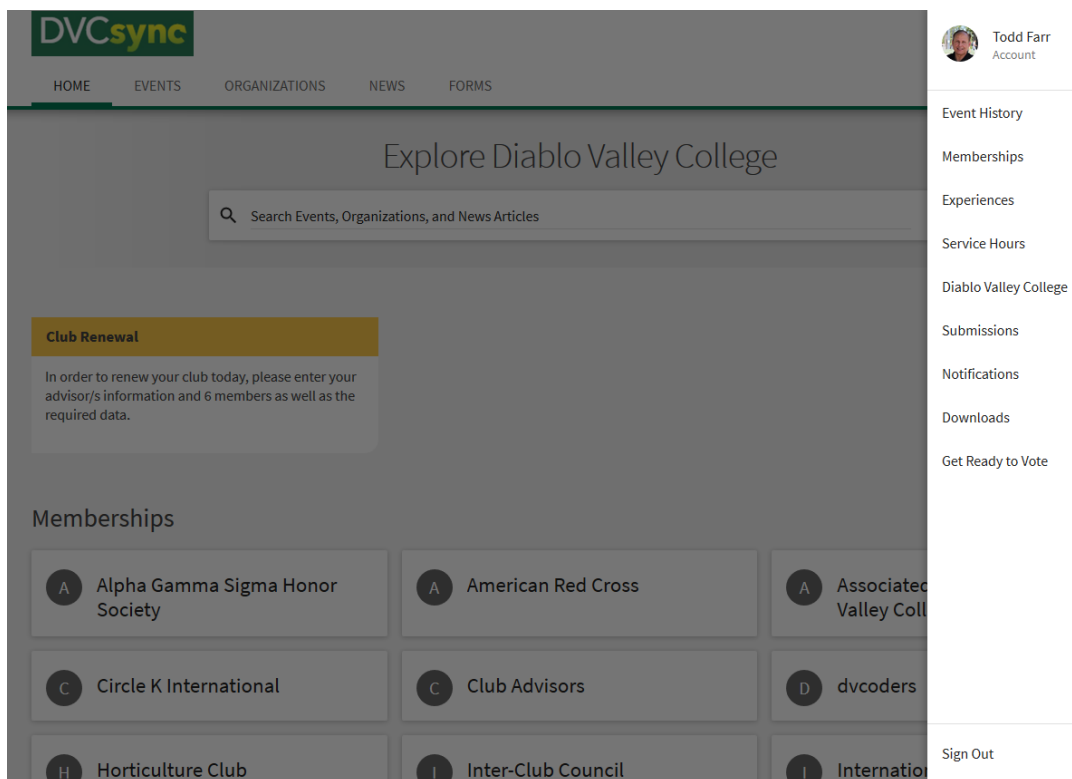 DVCsync
HOME EVENTS ORGANIZATIONS NEWS FORMS
Explore Diablo Valley College
Search Events, Organizations, and News Articles
Club Renewal
In order to renew your club today, please enter your
advisor/s information and 6 members as well as the
required data.
Memberships
A Alpha Gamma Sigma Honor
Society
A American Red Cross
A Associated
Valley Coll
C Circle K International
C Club Advisors
D dvcoders
H Horticulture Club
I Inter-Club Council
I Internation
Todd Farr
Account
Event History
Memberships
Experiences
Service Hours
Diablo Valley College
Submissions
Notifications
Downloads
Get Ready to Vote
Sign Out